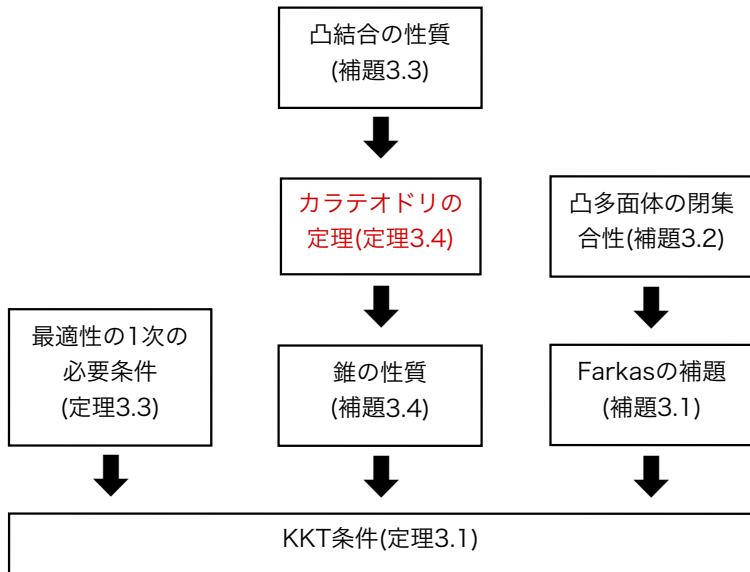 凸結合の性質
(補題3.3)
カラテオドリの
定理(定理3.4)
凸多面体の閉集
合性(補題3.2)
最適性の1次の
必要条件
(定理3.3)
錐の性質
(補題3.4)
Farkasの補題
(補題3.1)
KKT条件(定理3.1)